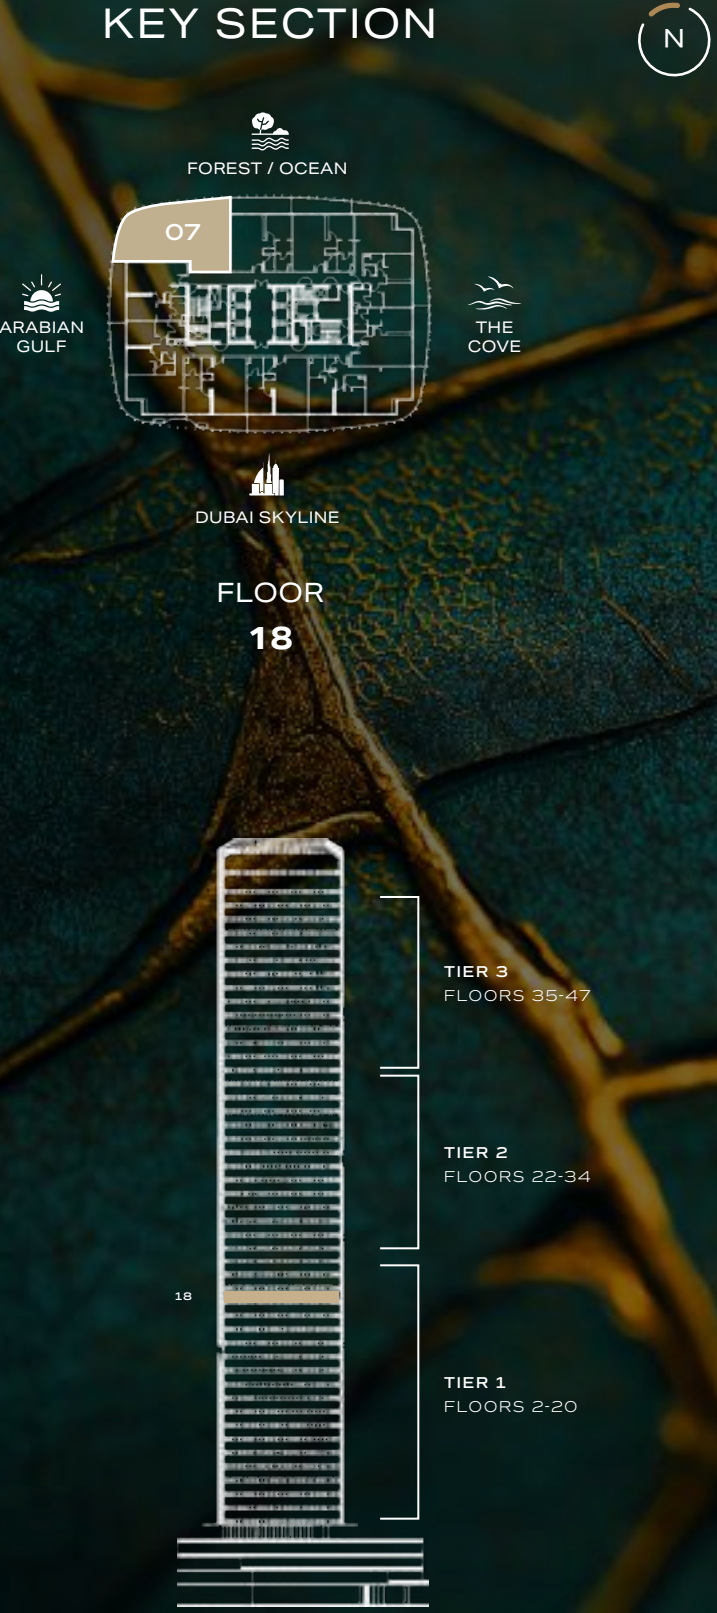 KEY SECTION
N
FOREST / OCEAN
07
ARABIAN
GULF
THE
COVE
DUBAI SKYLINE
FLOOR
18
TIER 3
FLOORS 35-47
TIER 2
FLOORS 22-34
18
TIER 1
FLOORS 2-20